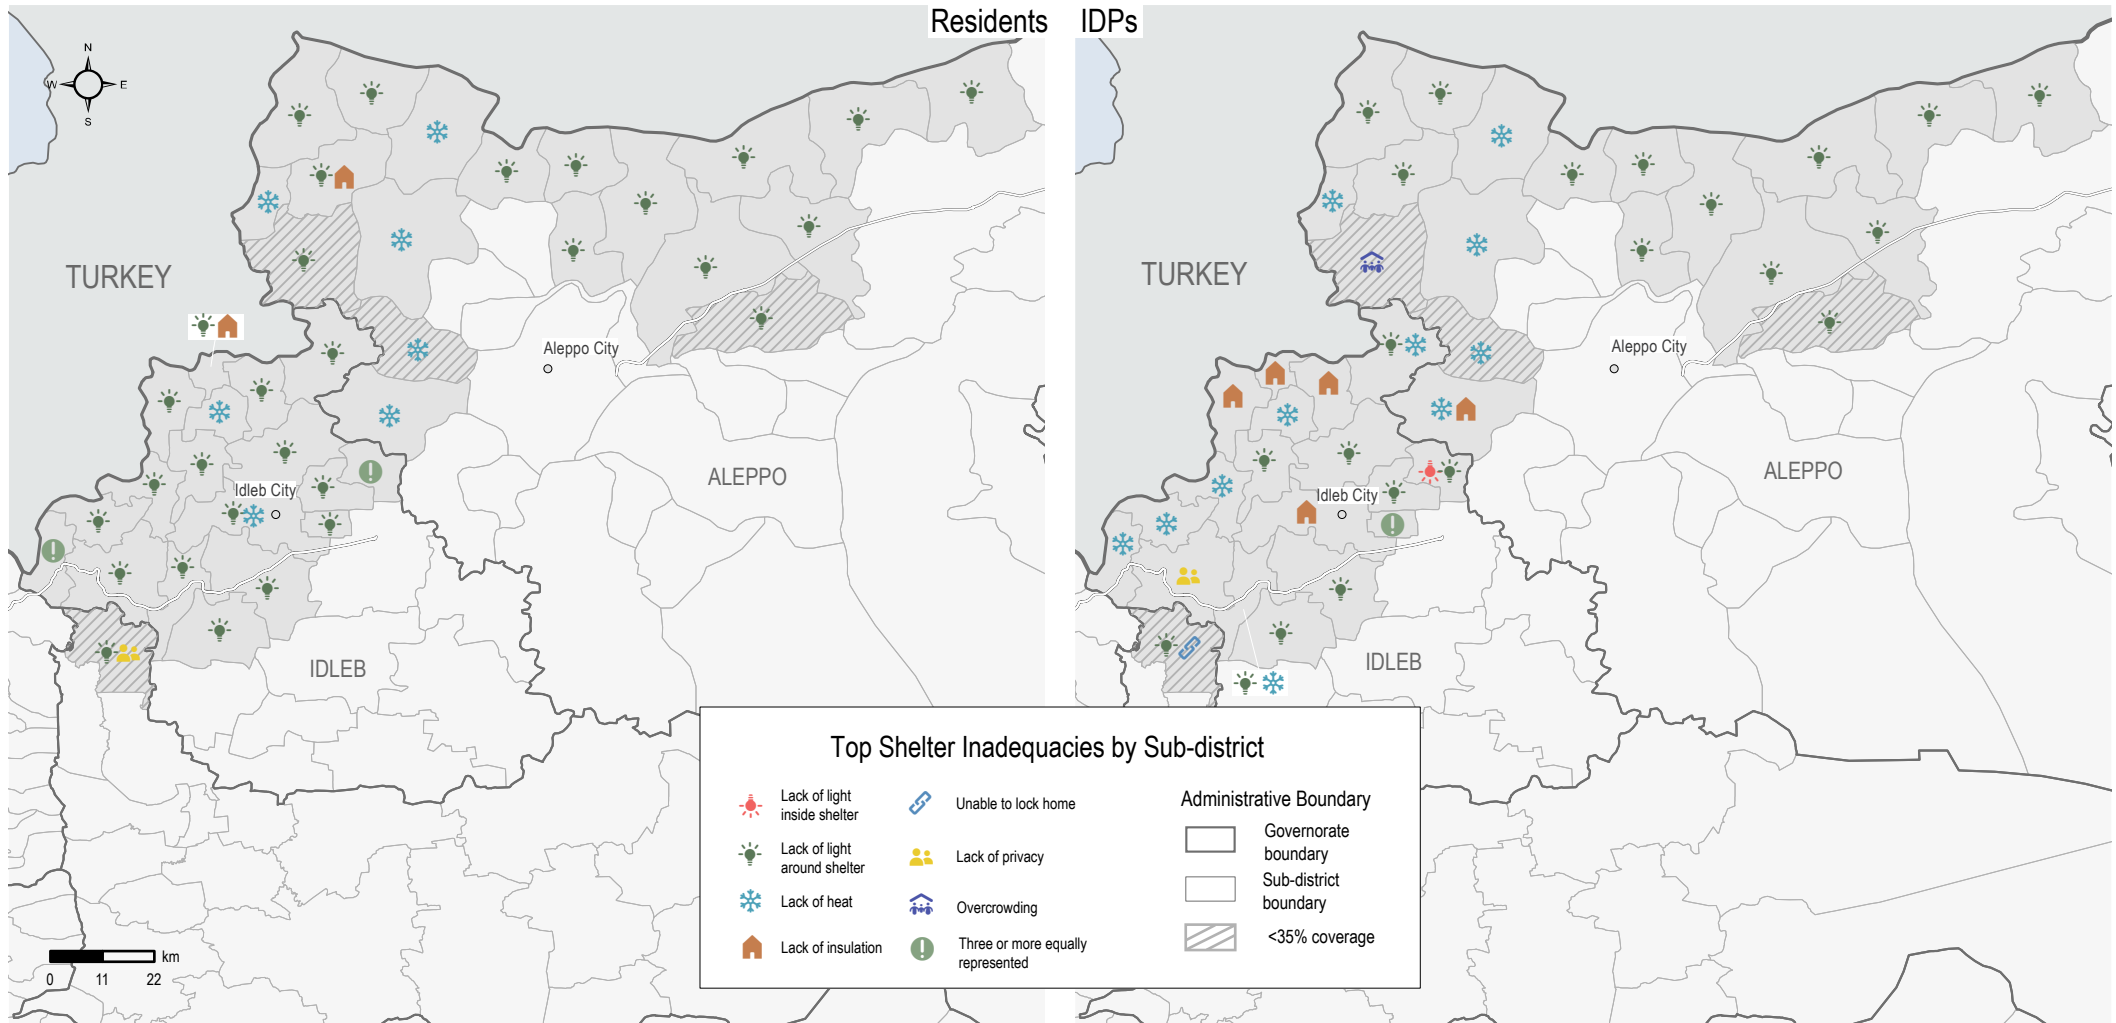 Residents
IDPs
N
W
E
S
TURKEY
Aleppo City
Idleb City
ALEPPO
IDLEB
TURKEY
Aleppo City
Idleb City
ALEPPO
IDLEB
Top Shelter Inadequacies by Sub-district
Lack of light
inside shelter
Lack of light
around shelter
Lack of heat
Lack of insulation
Unable to lock home
Lack of privacy
Overcrowding
Three or more equally
represented
Administrative Boundary
Governorate
boundary
Sub-district
boundary
<35% coverage
km
0 11 22